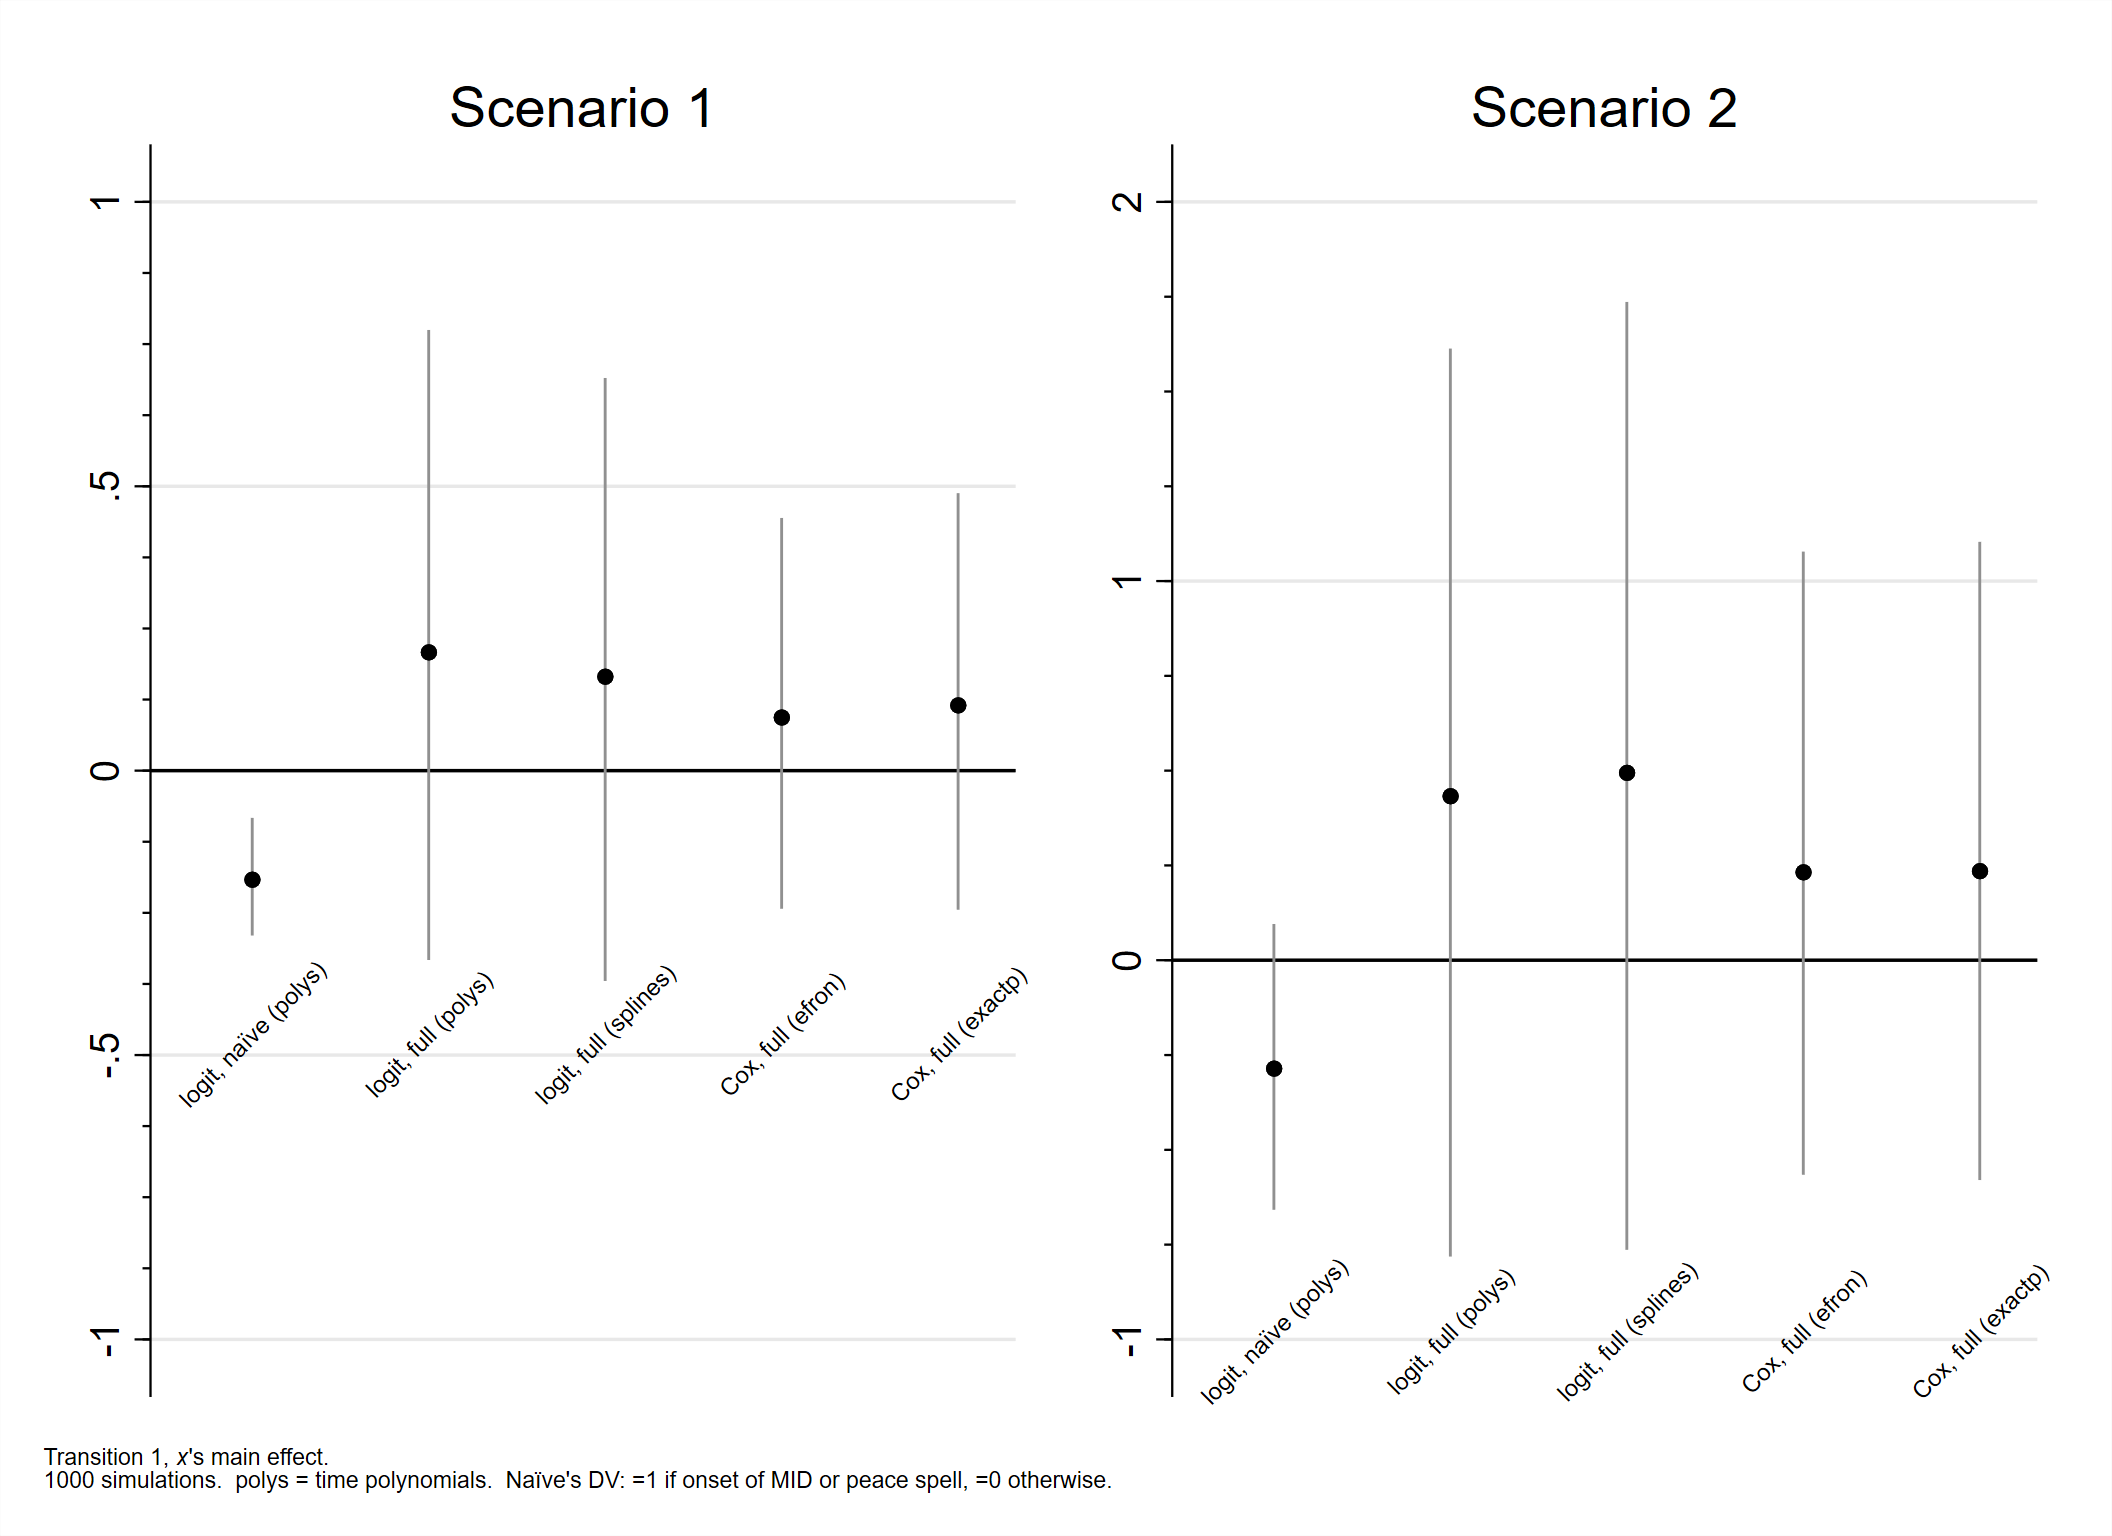 Scenario 1
1
.5
0
-.5
-1
logit, naïve (polys)
logit, full (polys)
logit, full (splines)
Cox, full (efron)
Cox, full (exactp)
Scenario 2
2
1
0
-1
logit, naïve (polys)
logit, full (polys)
logit, full (splines)
Cox, full (efron)
Cox, full (exactp)
Transition 1, x's main effect.
1000 simulations.  polys = time polynomials.  Naïve's DV: =1 if onset of MID or peace spell, =0 otherwise.